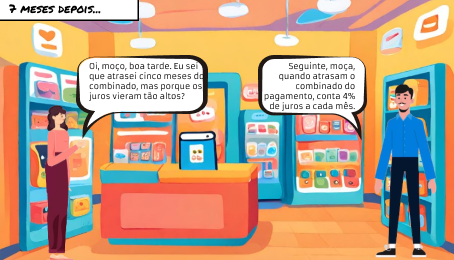 7 MESES DEPOIS...
Oi, moço, boa tarde. Eu sei
que atrasei cinco meses do
combinado, mas porque os
juros vieram tão altos?
Seguinte, moça,
quando atrasam o
combinado do
pagamento, conta 4%
de juros a cada mês.